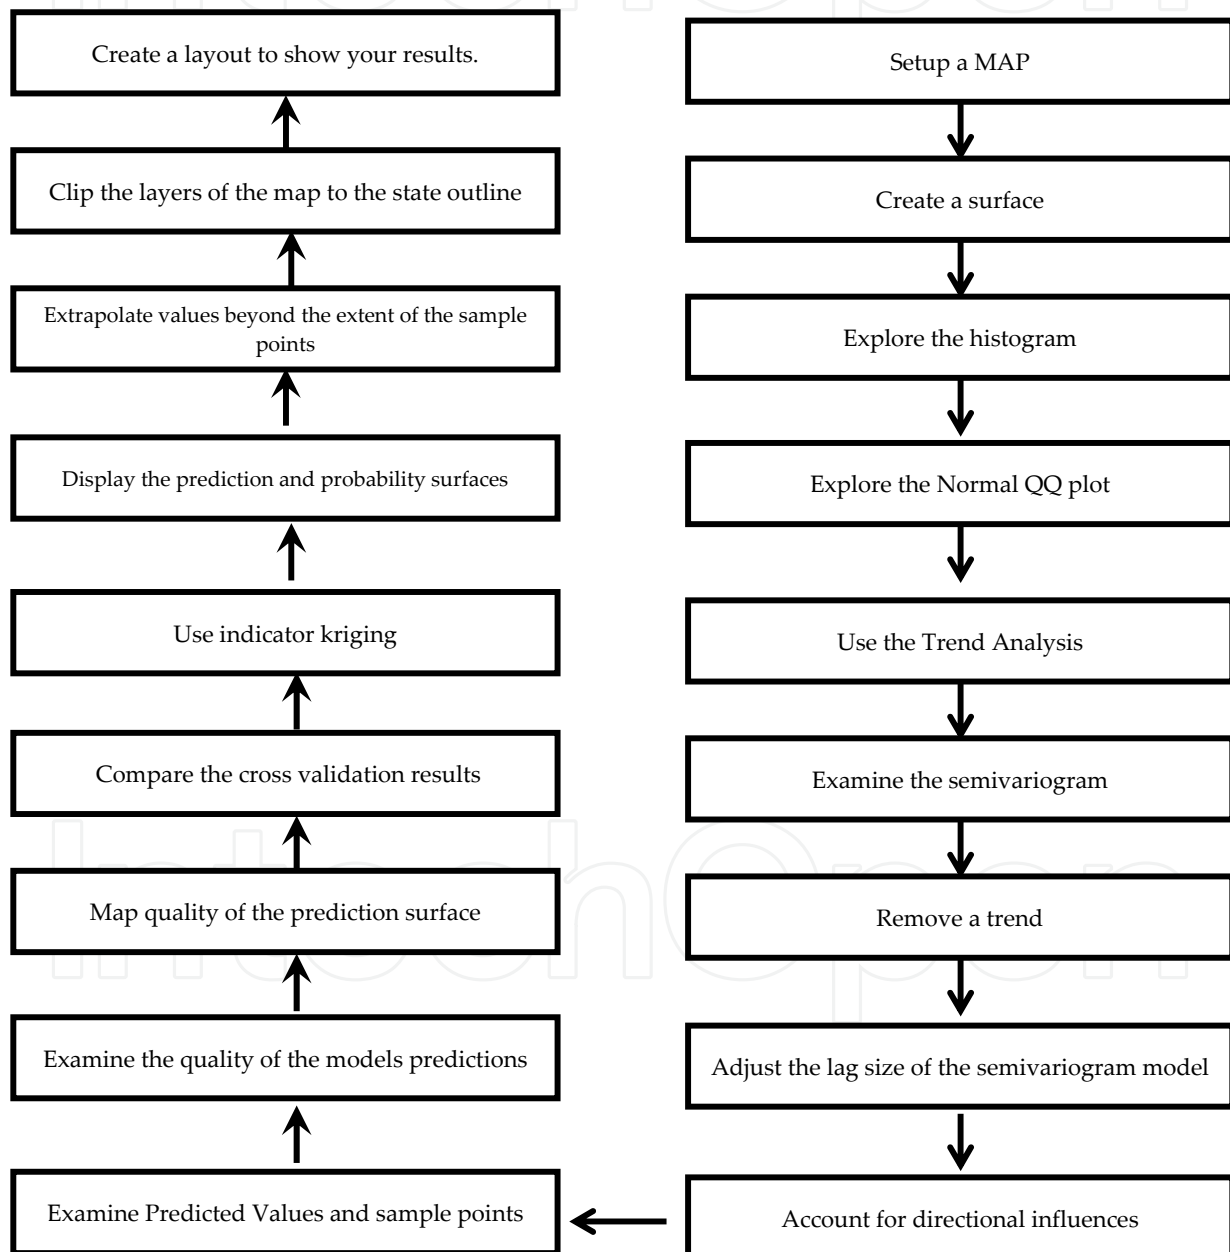 Create a layout to show your results.
Clip the layers of the map to the state outline
Extrapolate values beyond the extent of the sample
points
Display the prediction and probability surfaces
Use indicator kriging
Compare the cross validation results
Map quality of the prediction surface
Examine the quality of the models predictions
Examine Predicted Values and sample points
Setup a MAP
Create a surface
Explore the histogram
Explore the Normal QQ plot
Use the Trend Analysis
Examine the semivariogram
Remove a trend
Adjust the lag size of the semivariogram model
Account for directional influences
IntechOpen